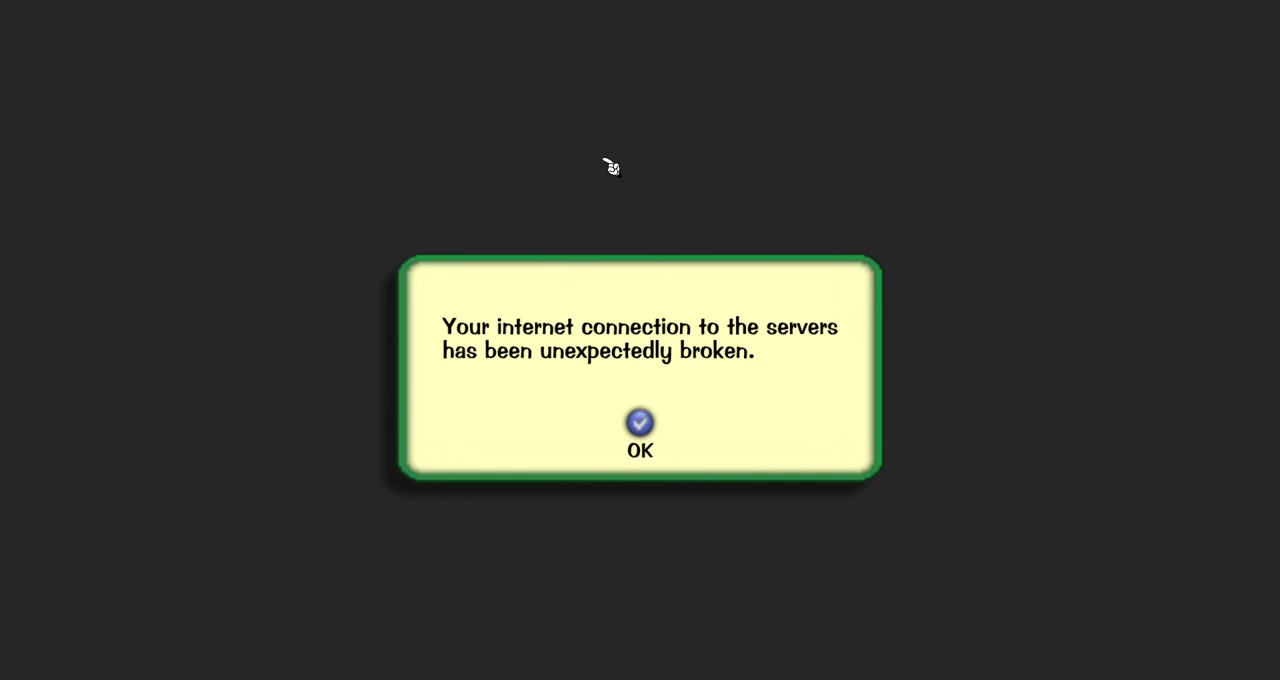 Your internet connection to the servers
has been unexpectedly broken.
OK